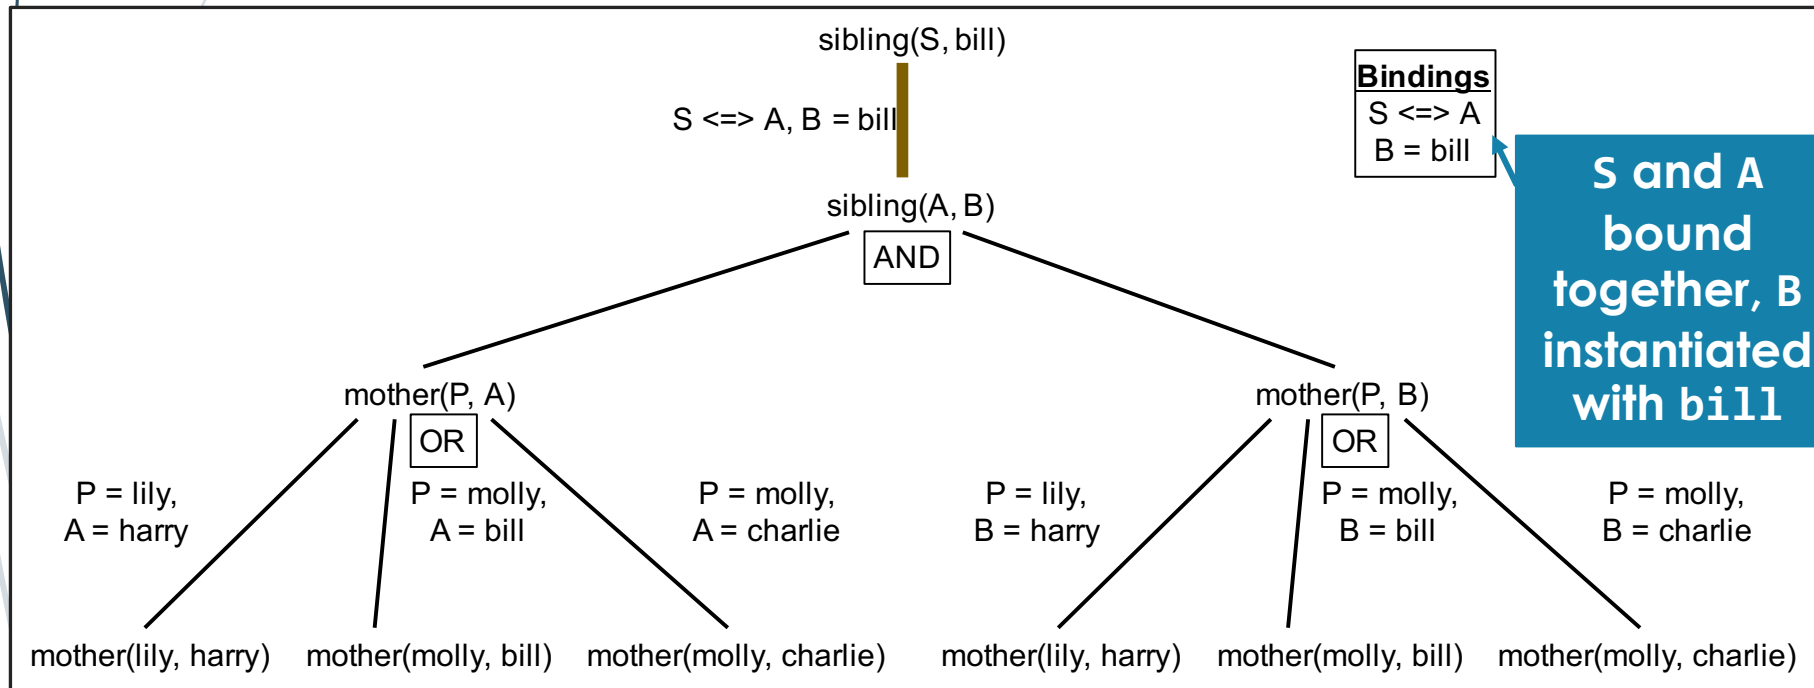 sibling(S, bill)
S <=> A, B = bill
Bindings
S <=> A
B = bill
S and A
bound
together, B
instantiated
with bill
sibling(A, B)
AND
mother(P, A)
OR
mother(P, B)
OR
P = lily,
A = harry
P = molly,
A = bill
P = molly,
A = charlie
P = lily,
B = harry
P = molly,
B = bill
P = molly,
B = charlie
mother(lily, harry)
mother(molly, bill)
mother(molly, charlie)
mother(lily, harry)
mother(molly, bill)
mother(molly, charlie)